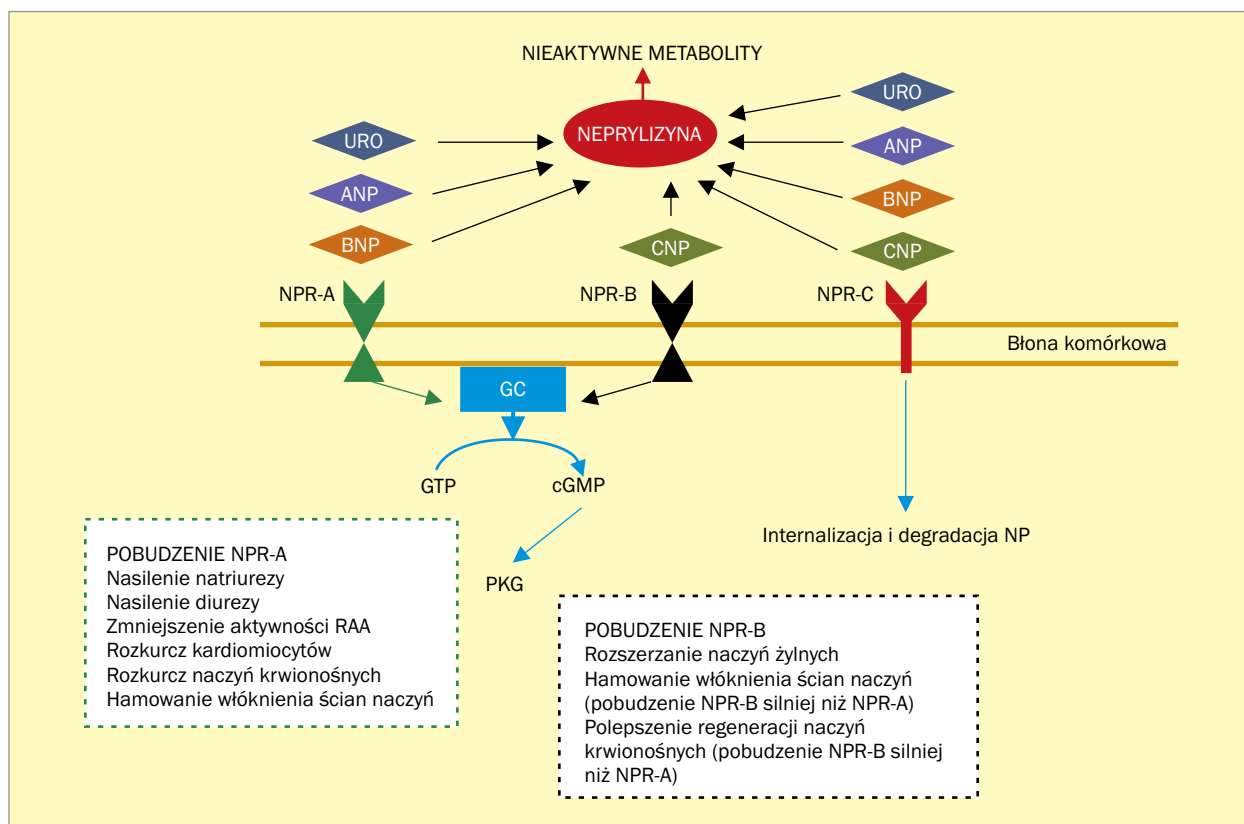 NIEAKTYWNE METABOLITY
NEPRYLIZYNA
URO
ANP
BNP
CNP
URO
ANP
BNP
CNP
NPR-A
NPR-B
NPR-C
Błona komórkowa
GC
GTP
cGMP
PKG
Internalizacja i degradacja NP
POBUDZENIE NPR-A
Nasilenie natriurezy
Nasilenie diurezy
Zmniejszenie aktywności RAA
Rozkurcz kardiomiocytów
Rozkurcz naczyń krwionośnych
Hamowanie włóknienia ścian naczyń
POBUDZENIE NPR-B
Rozszerzanie naczyń żylnych
Hamowanie włóknienia ścian naczyń
(pobudzenie NPR-B silniej niż NPR-A)
Polepszenie regeneracji naczyń
krwionośnych (pobudzenie NPR-B silniej
niż NPR-A)